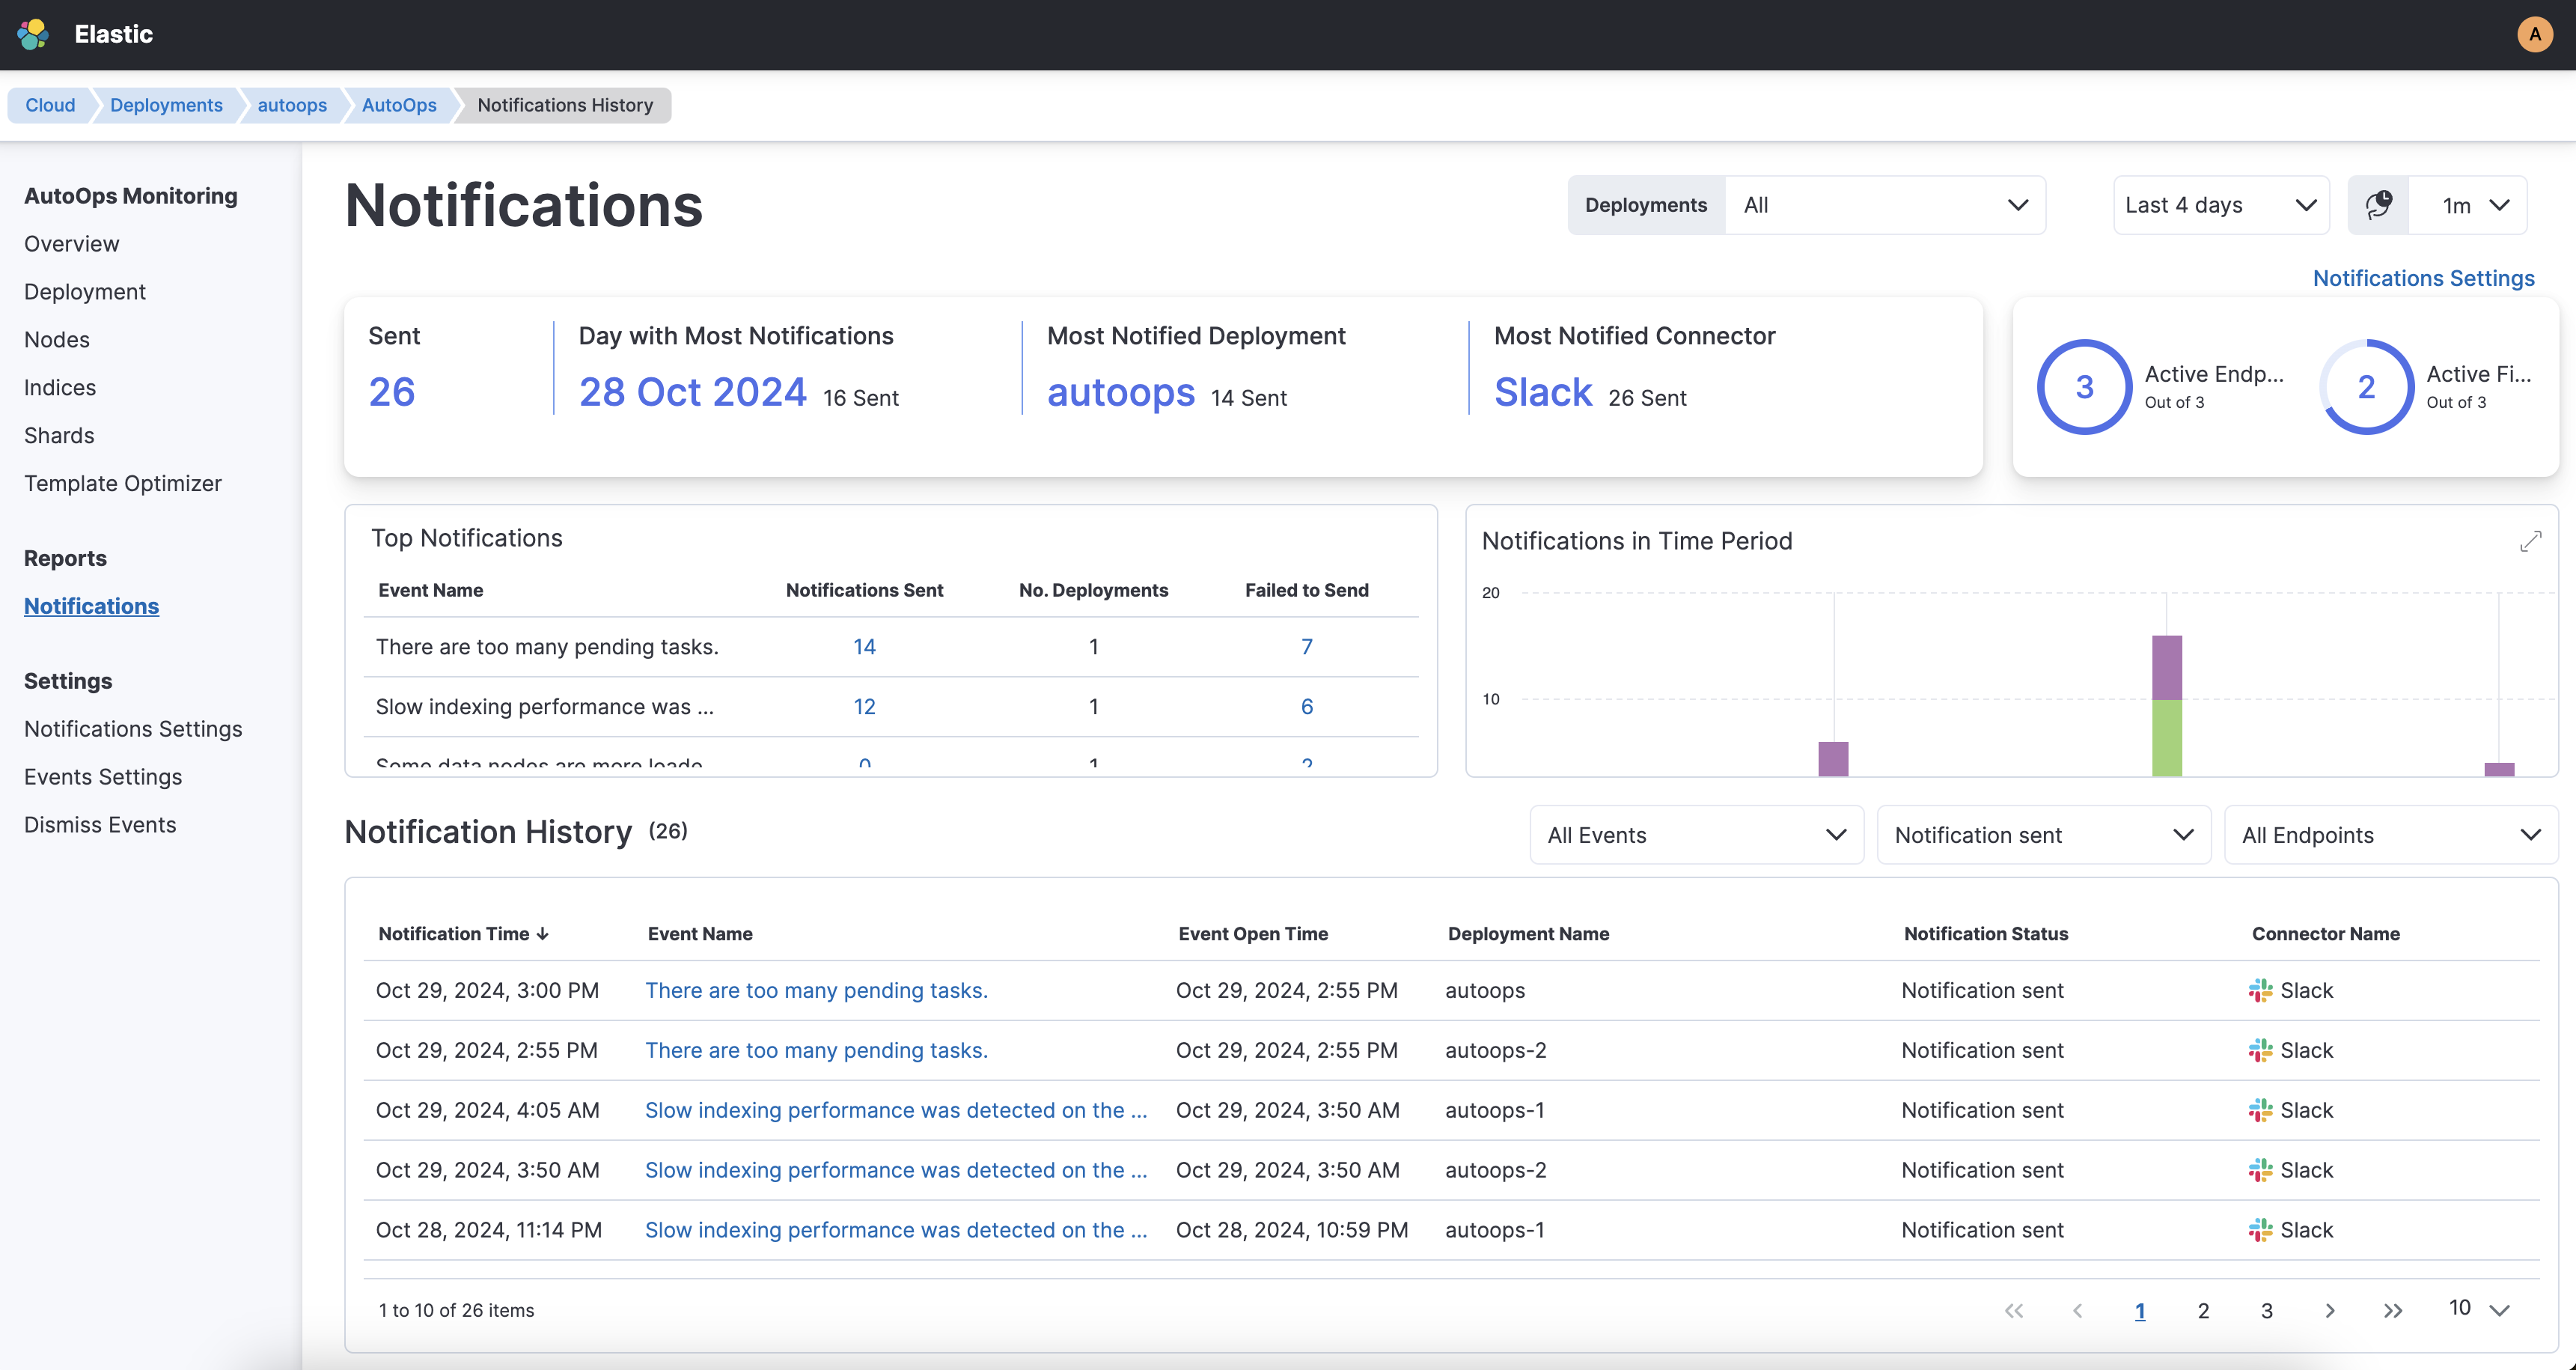 Elastic
A
Cloud
Deployments
autoops
AutoOps
Notifications History
AutoOps Monitoring
Overview
Deployment
Nodes
Indices
Shards
Template Optimizer
Reports
Notifications
Settings
Notifications Settings
Events Settings
Dismiss Events
Notifications
Deployments All
Last 4 days
1m
Notifications Settings
Sent
26
Day with Most Notifications
28 Oct 2024 16 Sent
Most Notified Deployment
autoops 14 Sent
Most Notified Connector
Slack 26 Sent
3
Active Endp...
Out of 3
2
Active Fi...
Out of 3
Top Notifications
Event Name Notifications Sent No. Deployments Failed to Send
There are too many pending tasks. 14 1 7
Slow indexing performance was ... 12 1 6
Some data nodes are more loade 0 1 2
Notifications in Time Period
20
10
Notification History (26)
All Events
Notification sent
All Endpoints
Notification Time Event Name Event Open Time Deployment Name Notification Status Connector Name
Oct 29, 2024, 3:00 PM There are too many pending tasks. Oct 29, 2024, 2:55 PM autoops Notification sent Slack
Oct 29, 2024, 2:55 PM There are too many pending tasks. Oct 29, 2024, 2:55 PM autoops-2 Notification sent Slack
Oct 29, 2024, 4:05 AM Slow indexing performance was detected on the ... Oct 29, 2024, 3:50 AM autoops-1 Notification sent Slack
Oct 29, 2024, 3:50 AM Slow indexing performance was detected on the ... Oct 29, 2024, 3:50 AM autoops-2 Notification sent Slack
Oct 28, 2024, 11:14 PM Slow indexing performance was detected on the ... Oct 28, 2024, 10:59 PM autoops-1 Notification sent Slack
1 to 10 of 26 items
1 2 3
10